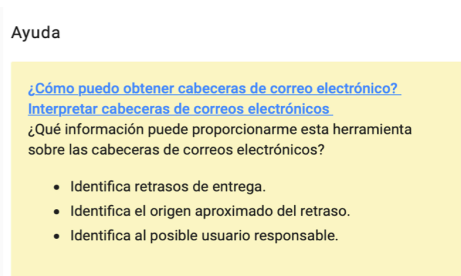 Ayuda
¿Cómo puedo obtener cabeceras de correo electrónico?
Interpretar cabeceras de correos electrónicos
¿Qué información puede proporcionarme esta herramienta
sobre las cabeceras de correos electrónicos?
• Identifica retrasos de entrega.
• Identifica el origen aproximado del retraso.
• Identifica al posible usuario responsable.